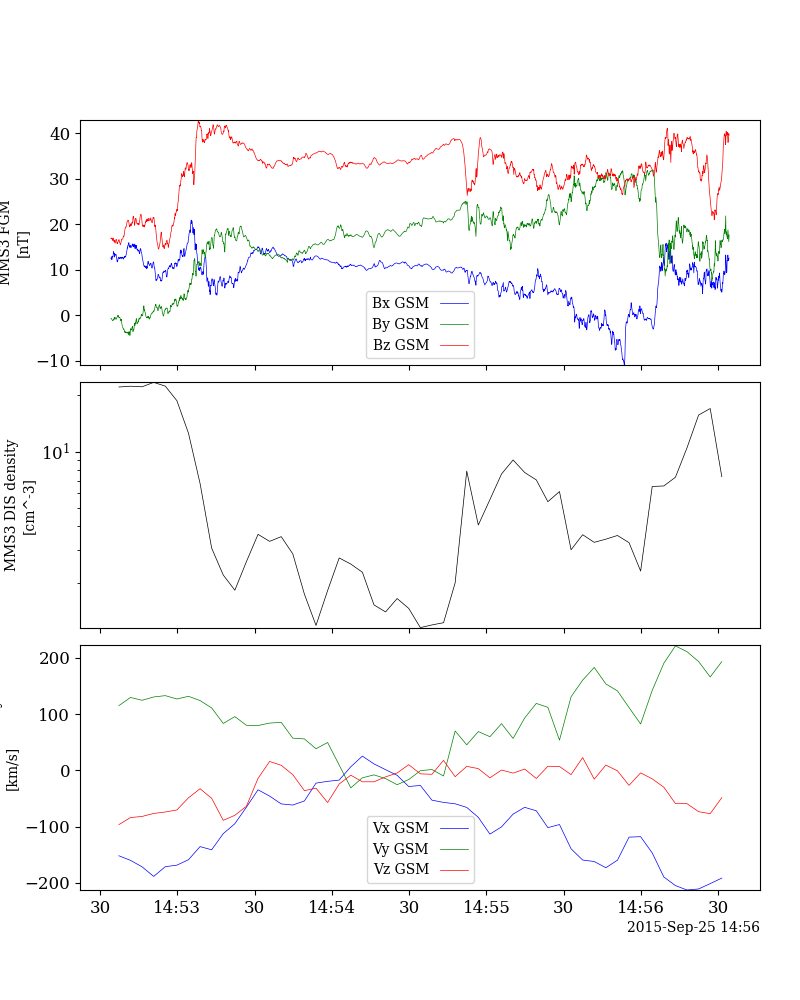 40
30
20
10
0
−10
MMS3 FGM
[nT]
Bx GSM
By GSM
Bz GSM
10^1
MMS3 DIS density
[cm^-3]
200
100
0
−100
−200
[km/s]
Vx GSM
Vy GSM
Vz GSM
30 14:53 30 14:54 30 14:55 30 14:56 30
2015-Sep-25 14:56